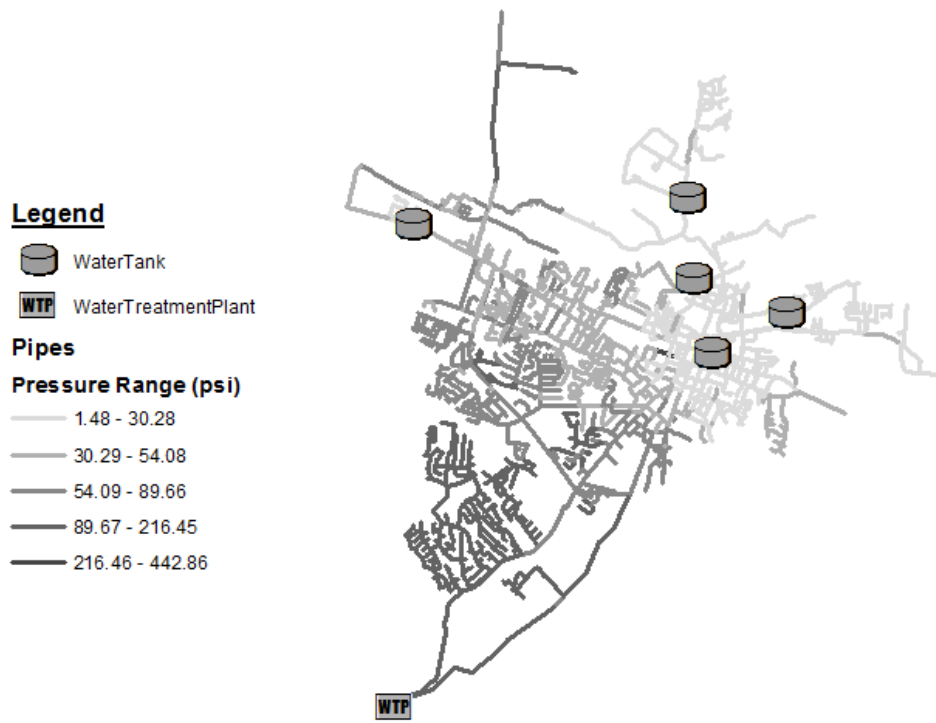 Legend
WaterTank
WTP WaterTreatmentPlant
Pipes
Pressure Range (psi)
1.48 - 30.28
30.29 - 54.08
54.09 - 89.66
89.67 - 216.45
216.46 - 442.86
WTP